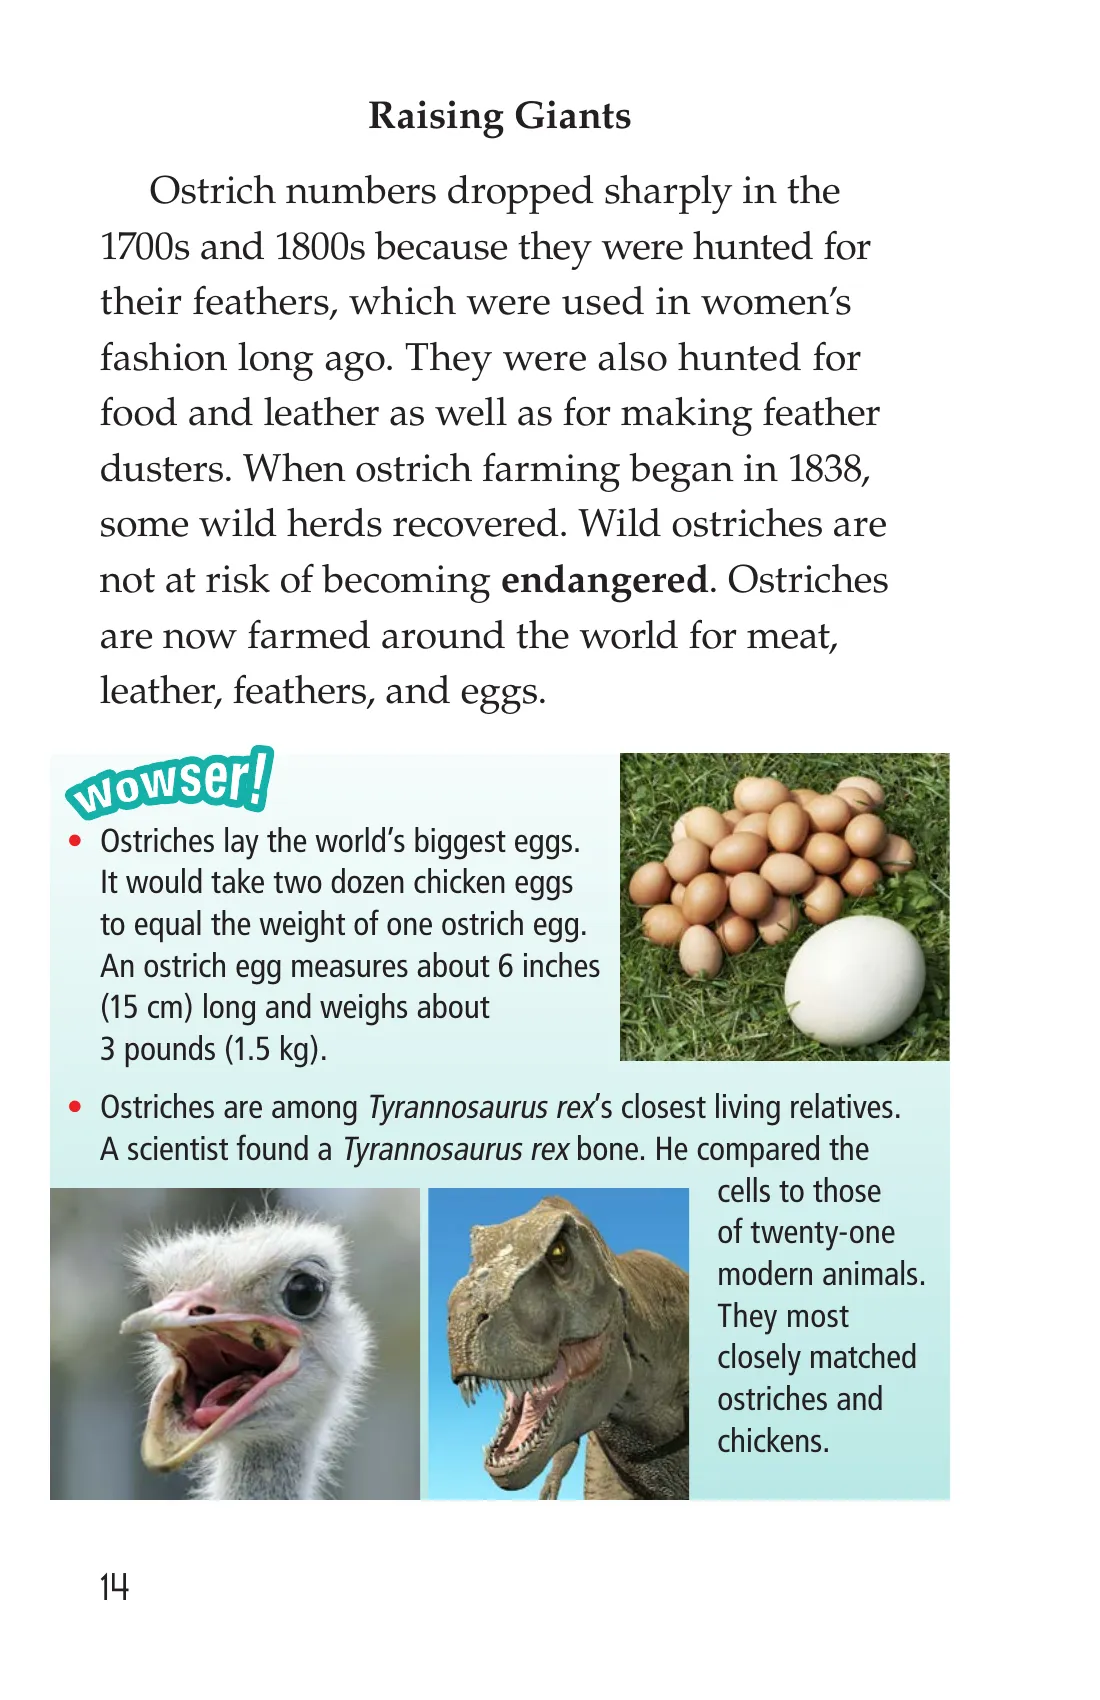 Raising Giants
Ostrich numbers dropped sharply in the
1700s and 1800s because they were hunted for
their feathers, which were used in women’s
fashion long ago. They were also hunted for
food and leather as well as for making feather
dusters. When ostrich farming began in 1838,
some wild herds recovered. Wild ostriches are
not at risk of becoming endangered. Ostriches
are now farmed around the world for meat,
leather, feathers, and eggs.
wowser!
• Ostriches lay the world’s biggest eggs.
It would take two dozen chicken eggs
to equal the weight of one ostrich egg.
An ostrich egg measures about 6 inches
(15 cm) long and weighs about
3 pounds (1.5 kg).
• Ostriches are among Tyrannosaurus rex’s closest living relatives.
A scientist found a Tyrannosaurus rex bone. He compared the
cells to those
of twenty-one
modern animals.
They most
closely matched
ostriches and
chickens.
14